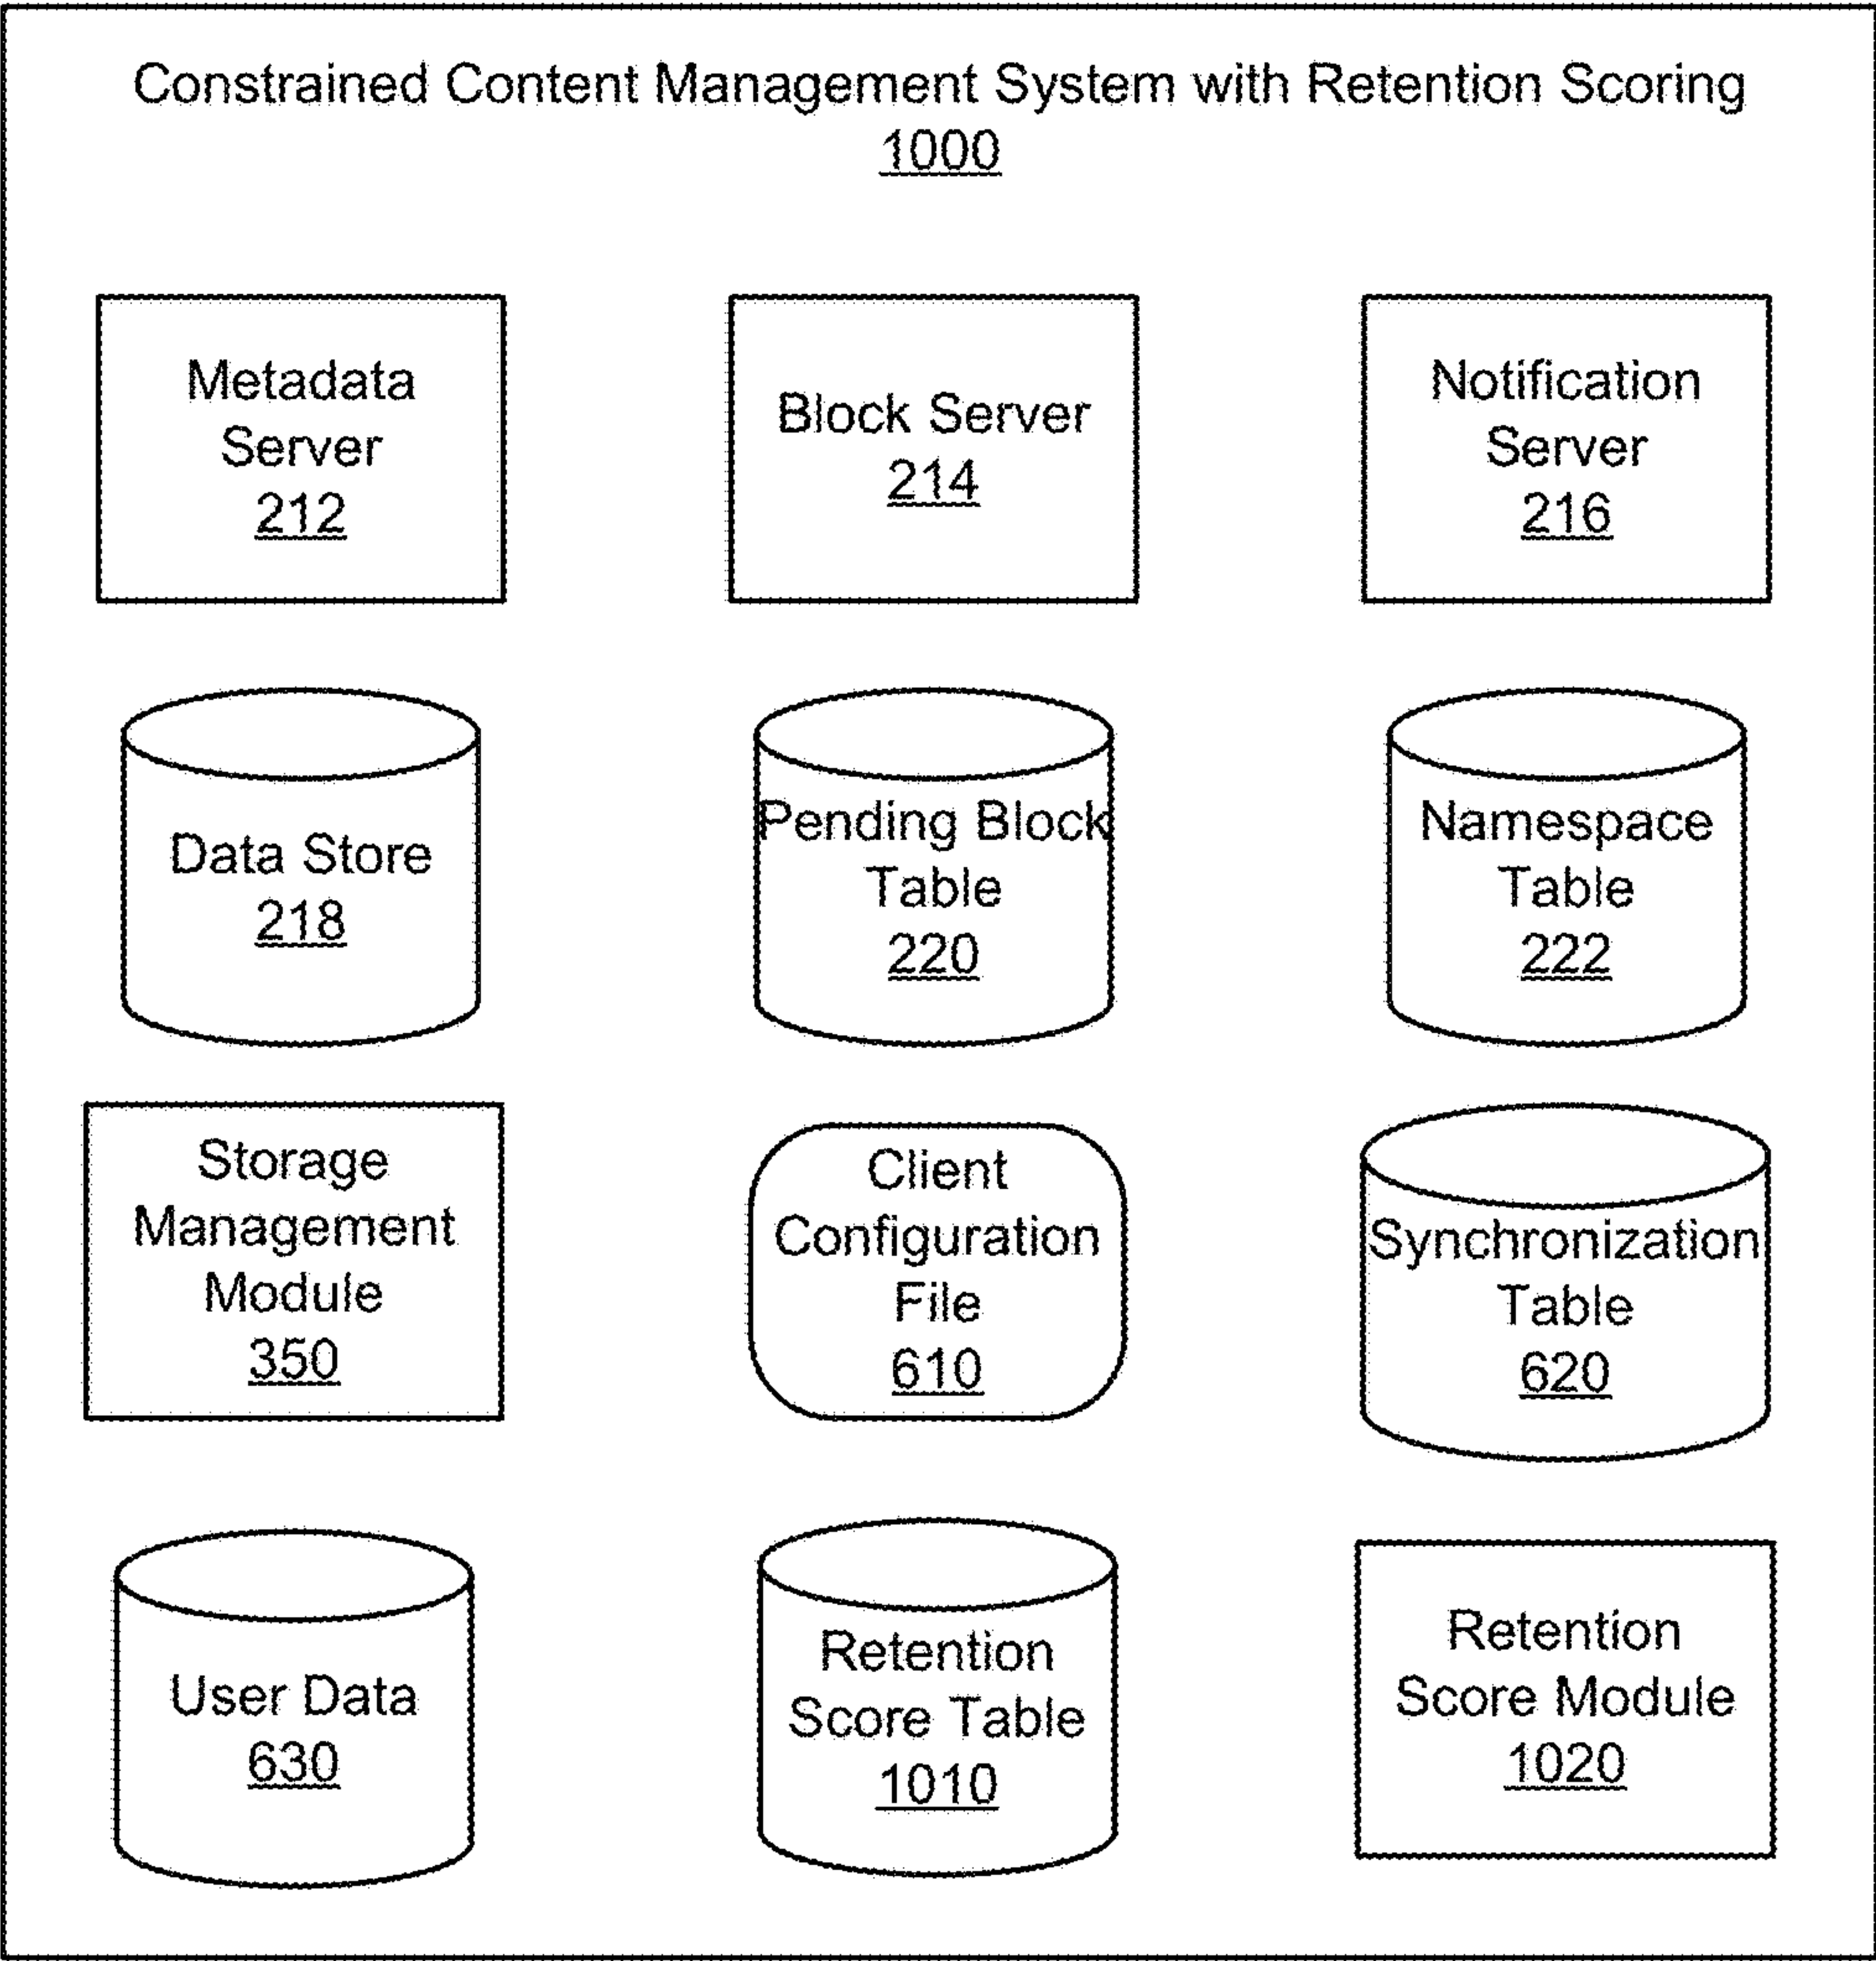 Constrained Content Management System with Retention Scoring
1000
Metadata
Server
212
Block Server
214
Notification
Server
216
Data Store
218
Pending Block
Table
220
Namespace
Table
222
Storage
Management
Module
350
Client
Configuration
File
610
Synchronization
Table
620
User Data
630
Retention
Score Table
1010
Retention
Score Module
1020